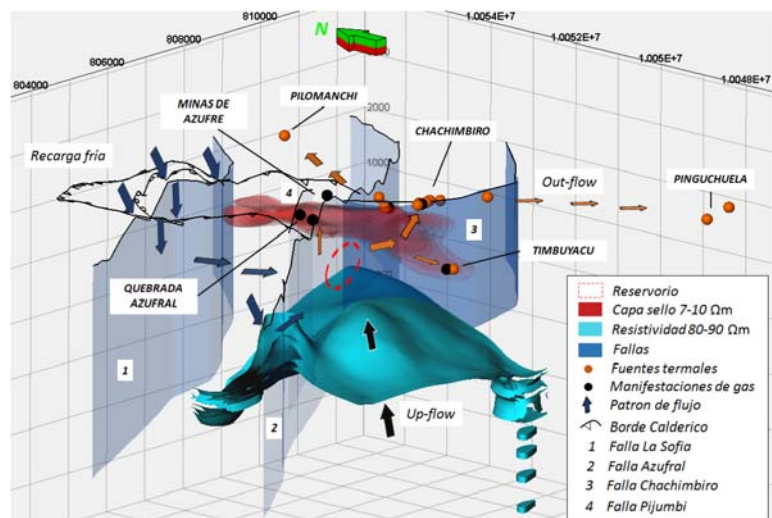 810000
1.0054E+7
808000
1.0052E+7
N
806000
1.005E+7
804000
1.0048E+7
MINAS DE
AZUFRE
PILOMANCHI
2000
Recarga fría
CHACHIMBIRO
1000
PINGUCHUELA
4
Out-flow
3
TIMBUYACU
QUEBRADA
AZUFRAL
1
2
Up-flow
Reservorio
Capa sello 7-10 Ωm
Resistividad 80-90 Ωm
Fallas
Fuentes termales
Manifestaciones de gas
Patron de flujo
Borde Calderico
1 Falla La Sofia
2 Falla Azufral
3 Falla Chachimbiro
4 Falla Pijumbi